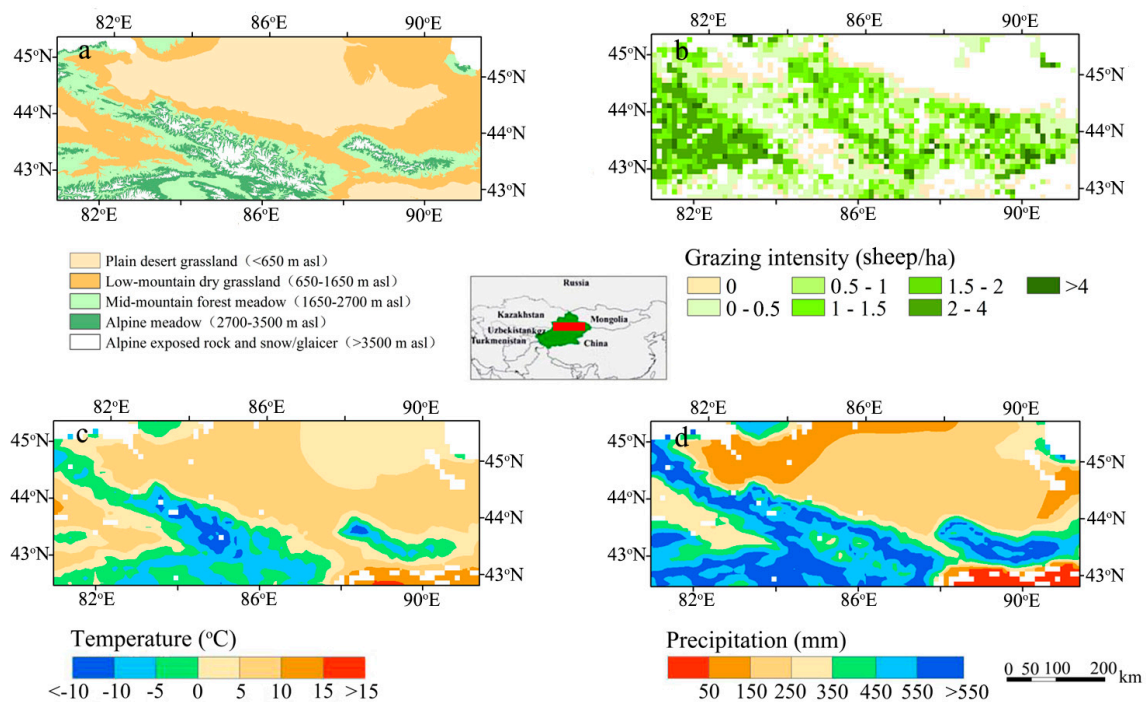 82°E 86°E 90°E
a
45°N
44°N
43°N
45°N
44°N
43°N
82°E 86°E 90°E
82°E 86°E 90°E
b
45°N
44°N
43°N
45°N
44°N
43°N
82°E 86°E 90°E
Plain desert grassland（<650 m asl）
Low-mountain dry grassland（650-1650 m asl）
Mid-mountain forest meadow（1650-2700 m asl）
Alpine meadow（2700-3500 m asl）
Alpine exposed rock and snow/glaicer（>3500 m asl）
Russia
Kazakhstan
Mongolia
Uzbekistan
Turkmenistan
China
Grazing intensity (sheep/ha)
0 0.5 - 1 1.5 - 2 >4
0 - 0.5 1 - 1.5 2 - 4
82°E 86°E 90°E
c
45°N
44°N
43°N
45°N
44°N
43°N
82°E 86°E 90°E
82°E 86°E 90°E
d
45°N
44°N
43°N
45°N
44°N
43°N
82°E 86°E 90°E
Temperature (°C)
<-10 -10 -5 0 5 10 15 >15
Precipitation (mm)
50 150 250 350 450 550 >550
0 50 100 200
km